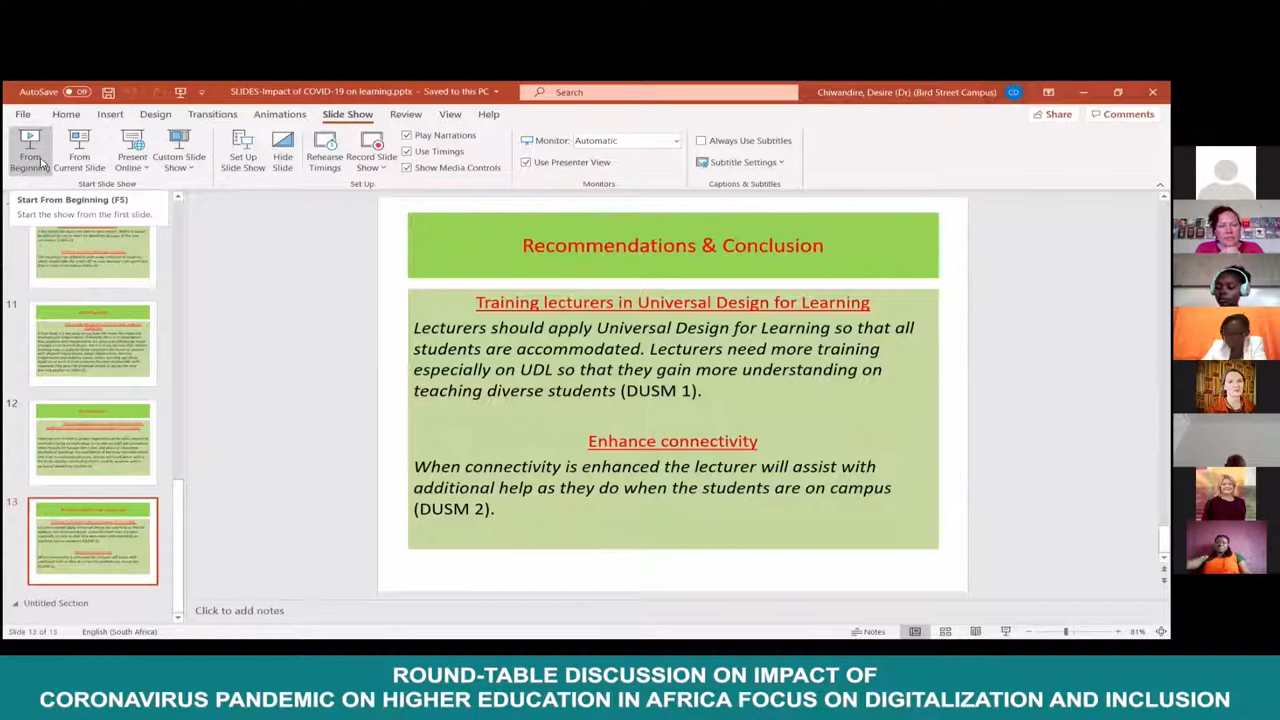 AutoSave
Off
SLIDES-Impact of COVID-19 on learning.pptx - Saved to this PC
Search
Chiwandire, Desire (Dr) (Bird Street Campus)
CD
File Home Insert Design Transitions Animations Slide Show Review View Help
Share
Comments
From Beginning
From Current Slide
Present Online
Custom Slide Show
Set Up Slide Show
Hide Slide
Rehearse Timings
Record Slide Show
Play Narrations
Use Timings
Show Media Controls
Monitor: Automatic
Use Presenter View
Always Use Subtitles
Subtitle Settings
Start Slide Show
Set Up
Monitors
Captions & Subtitles
Start From Beginning (F5)
Start the show from the first slide.
11
12
13
Untitled Section
Recommendations & Conclusion
Training lecturers in Universal Design for Learning
Lecturers should apply Universal Design for Learning so that all
students are accommodated. Lecturers need more training
especially on UDL so that they gain more understanding on
teaching diverse students (DUSM 1).
Enhance connectivity
When connectivity is enhanced the lecturer will assist with
additional help as they do when the students are on campus
(DUSM 2).
Click to add notes
Slide 13 of 13
English (South Africa)
Notes
81%
ROUND-TABLE DISCUSSION ON IMPACT OF
CORONAVIRUS PANDEMIC ON HIGHER EDUCATION IN AFRICA FOCUS ON DIGITALIZATION AND INCLUSION